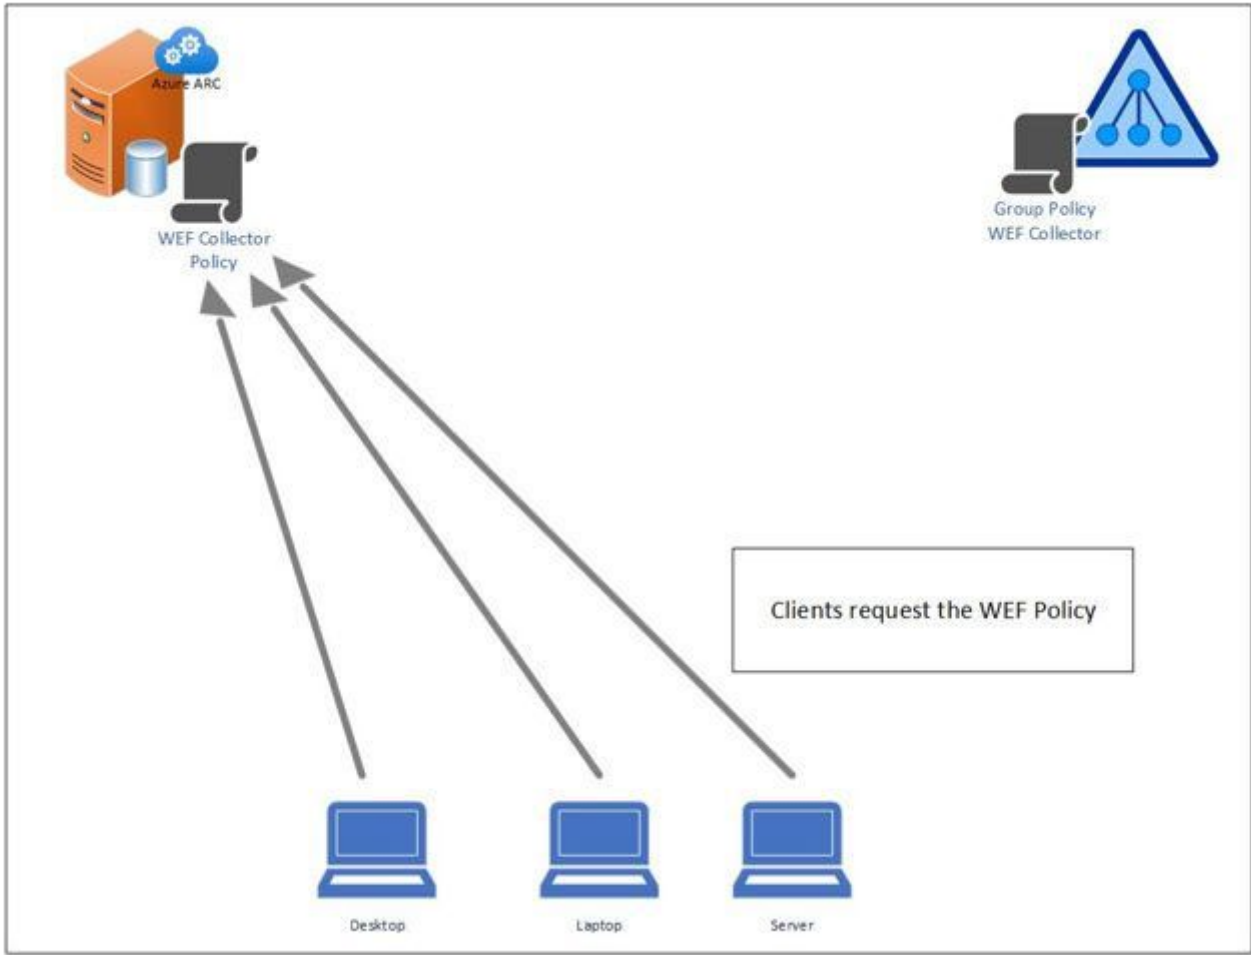 Azure ARC
WEF Collector
Policy
Group Policy
WEF Collector
Clients request the WEF Policy
Desktop
Laptop
Server